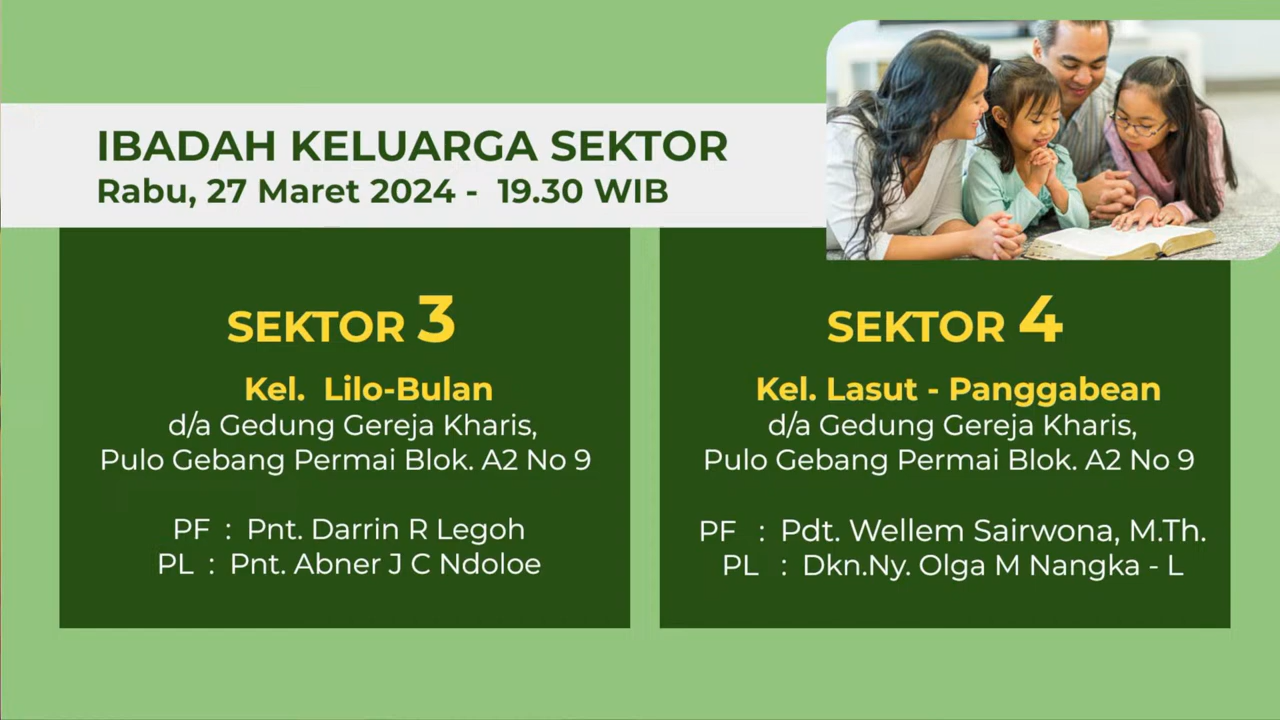 IBADAH KELUARGA SEKTOR
Rabu, 27 Maret 2024 - 19.30 WIB
SEKTOR 3
Kel. Lilo-Bulan
d/a Gedung Gereja Kharis,
Pulo Gebang Permai Blok. A2 No 9
PF : Pnt. Darrin R Legoh
PL : Pnt. Abner J C Ndoloe
SEKTOR 4
Kel. Lasut - Panggabean
d/a Gedung Gereja Kharis,
Pulo Gebang Permai Blok. A2 No 9
PF : Pdt. Wellem Sairwona, M.Th.
PL : Dkn.Ny. Olga M Nangka - L